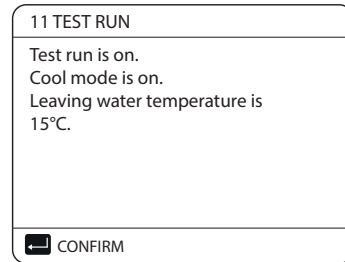 11 TEST RUN
Test run is on.
Cool mode is on.
Leaving water temperature is
15°C.
CONFIRM